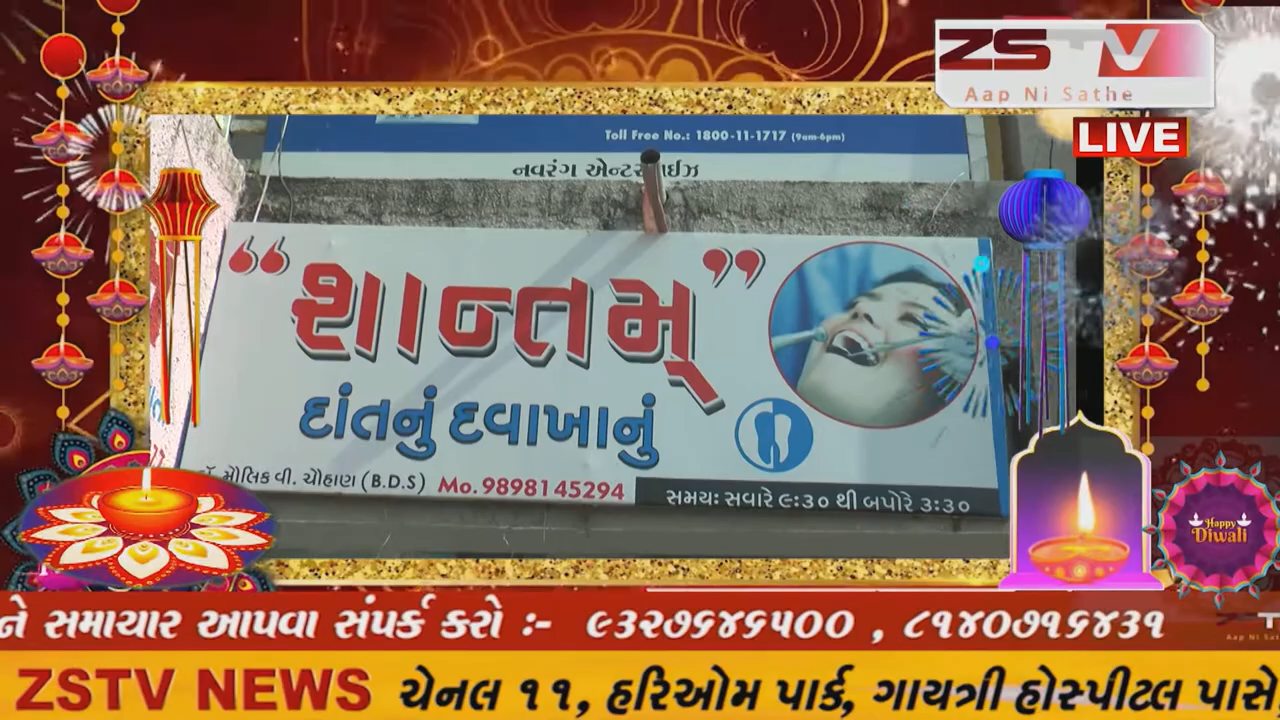 ZSTV
Aap Ni Sathe
LIVE
Toll Free No.: 1800-11-1717 (9am-6pm)
નવરંગ
“શાન્તમ્”
દાંતનું દવાખાનું
મૌલિક વી. ચૌહાણ (B.D.S) Mo. 9898145294
સમય: સવારે ૯:૩૦ થી બપોરે ૩:૩૦
Happy
Diwali
ને સમાચાર આપવા સંપર્ક કરો :- ૯૩૨૭૬૪૬૫૦૦ , ૮૧૪૦૭૧૬૪૩૧
ZSTV NEWS ચેનલ ૧૧, હરિઓમ પાર્ક, ગાયત્રી હોસ્પીટલ પાસે,